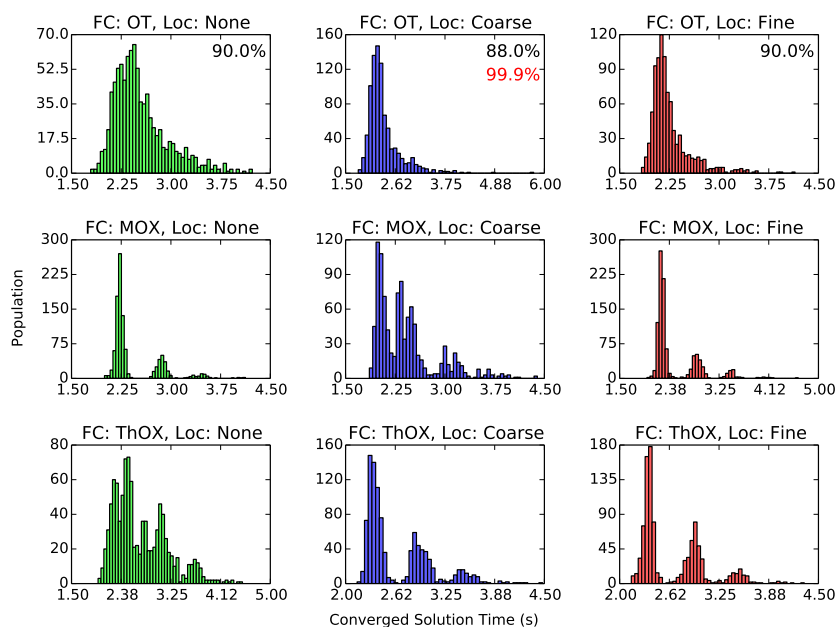 FC: OT, Loc: None
FC: OT, Loc: Coarse
FC: OT, Loc: Fine
70.0
52.5
35.0
17.5
0.0
90.0%
1.50 2.25 3.00 3.75 4.50
160
120
80
40
0
88.0%
99.9%
1.50 2.62 3.75 4.88 6.00
120
90
60
30
0
90.0%
1.50 2.25 3.00 3.75 4.50
FC: MOX, Loc: None
FC: MOX, Loc: Coarse
FC: MOX, Loc: Fine
Population
300
225
150
75
0
1.50 2.25 3.00 3.75 4.50
120
90
60
30
0
1.50 2.25 3.00 3.75 4.50
300
225
150
75
0
1.50 2.38 3.25 4.12 5.00
FC: ThOX, Loc: None
FC: ThOX, Loc: Coarse
FC: ThOX, Loc: Fine
80
60
40
20
0
1.50 2.38 3.25 4.12 5.00
160
120
80
40
0
2.00 2.62 3.25 3.88 4.50
180
135
90
45
0
2.00 2.62 3.25 3.88 4.50
Converged Solution Time (s)